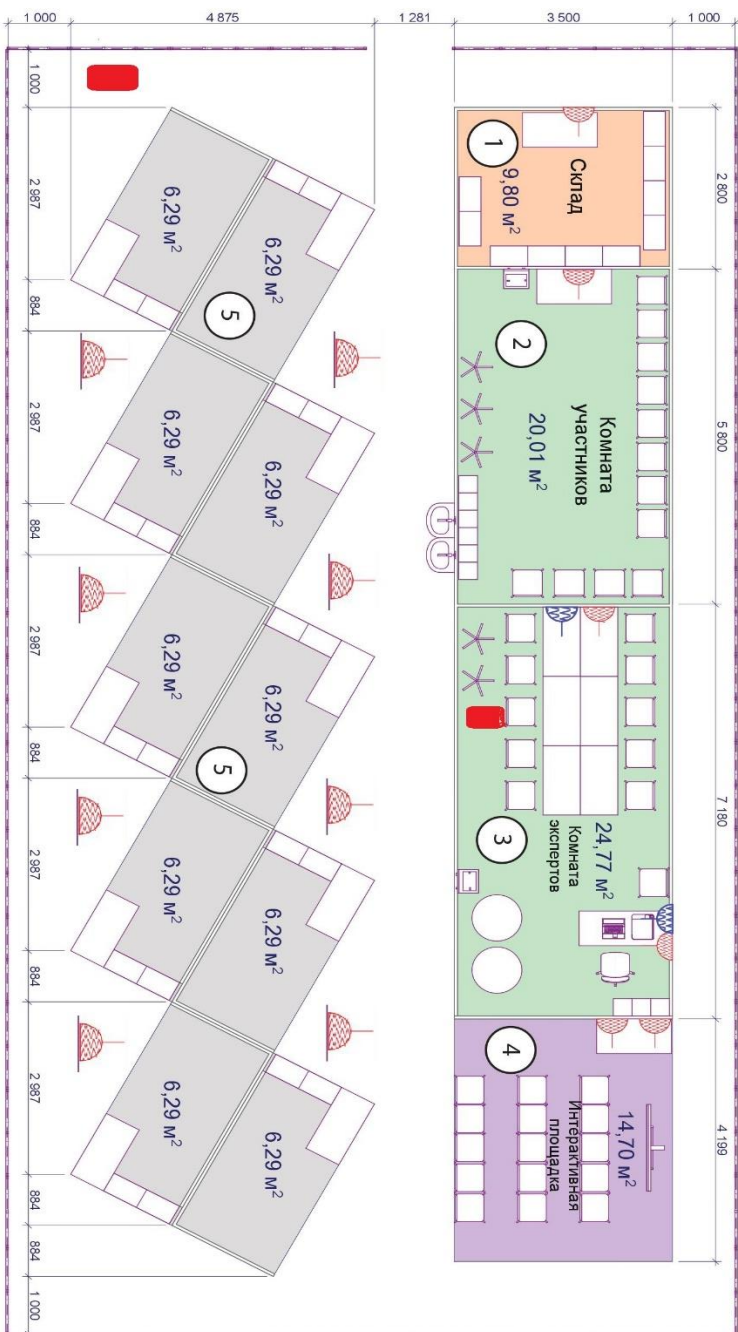 1 000
4 875
1 281
3 500
1 000
1 000
2 987
884
2 987
884
2 987
884
2 987
884
2 987
884
884
1 000
2 800
5 800
7 180
4 199
1
Склад
9,80 м²
2
Комната
участников
20,01 м²
3
Комната
экспертов
24,77 м²
4
Интерактивная
площадка
14,70 м²
5
5
6,29 м²
6,29 м²
6,29 м²
6,29 м²
6,29 м²
6,29 м²
6,29 м²
6,29 м²
6,29 м²
6,29 м²